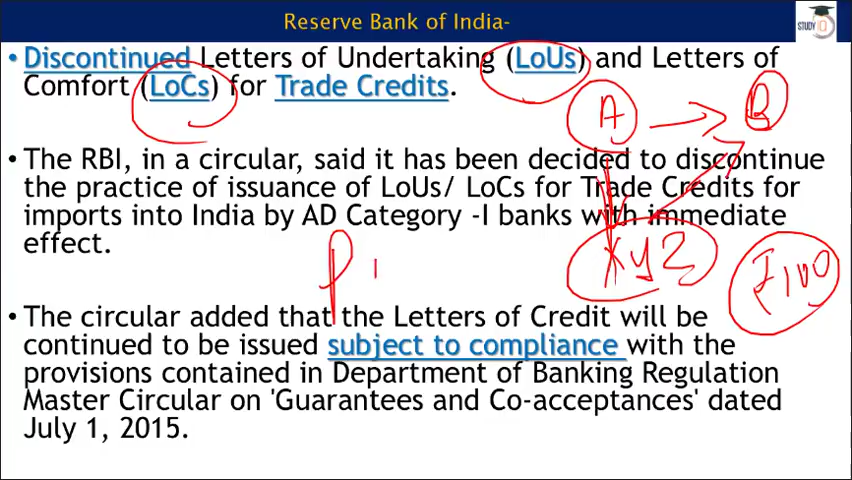 Reserve Bank of India-
STUDY IQ
• Discontinued Letters of Undertaking (LoUs) and Letters of
Comfort (LoCs) for Trade Credits.
A
B
• The RBI, in a circular, said it has been decided to discontinue
the practice of issuance of LoUs/ LoCs for Trade Credits for
imports into India by AD Category -I banks with immediate
effect.
xyz
₹100
• The circular added that the Letters of Credit will be
continued to be issued subject to compliance with the
provisions contained in Department of Banking Regulation
Master Circular on 'Guarantees and Co-acceptances' dated
July 1, 2015.